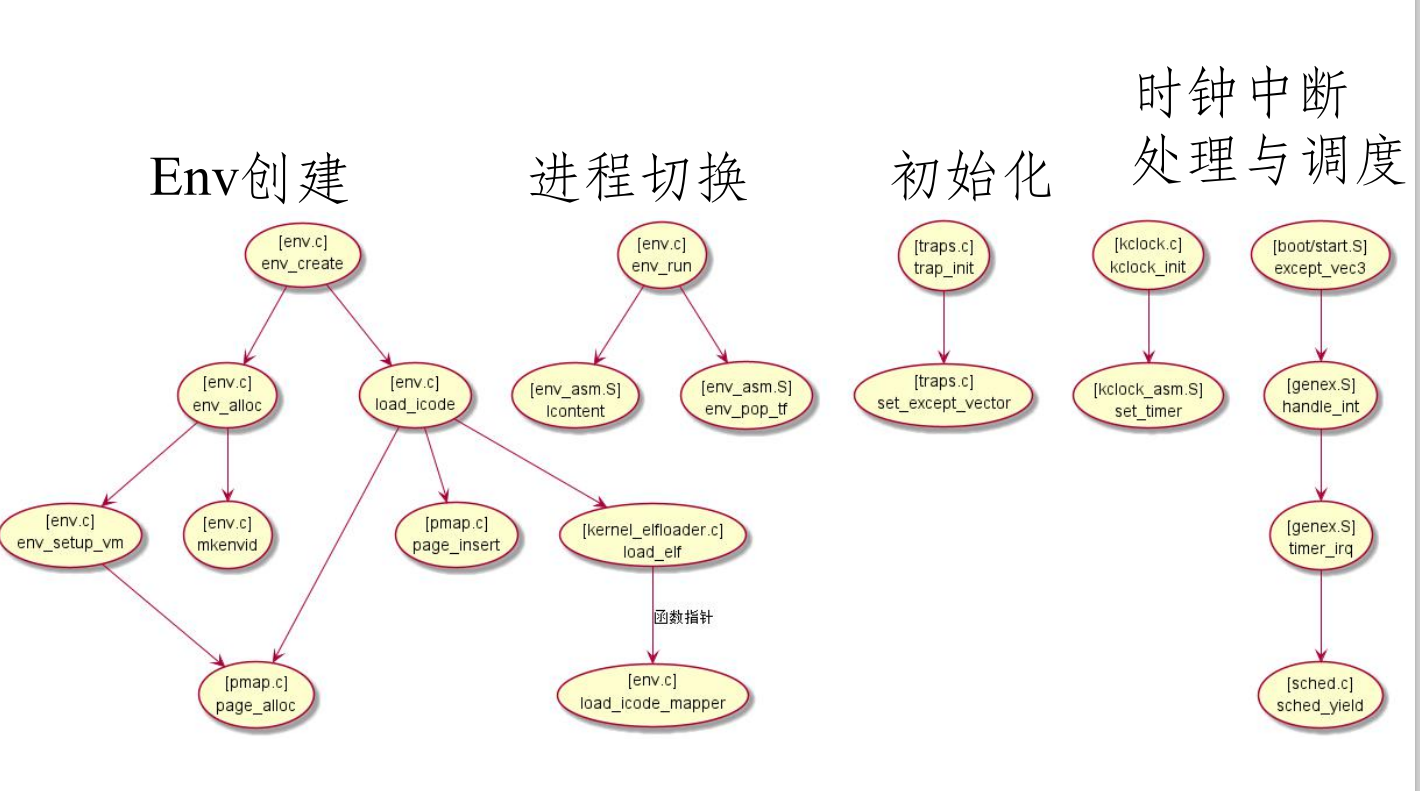 时钟中断
处理与调度
Env创建
进程切换
初始化
[env.c]
env_create
[env.c]
env_run
[traps.c]
trap_init
[kclock.c]
kclock_init
[boot/start.S]
except_vec3
[env.c]
env_alloc
[env.c]
load_icode
[env_asm.S]
lcontent
[env_asm.S]
env_pop_tf
[traps.c]
set_except_vector
[kclock_asm.S]
set_timer
[genex.S]
handle_int
[env.c]
env_setup_vm
[env.c]
mkenvid
[pmap.c]
page_insert
[kernel_elfloader.c]
load_elf
[genex.S]
timer_irq
函数指针
[pmap.c]
page_alloc
[env.c]
load_icode_mapper
[sched.c]
sched_yield